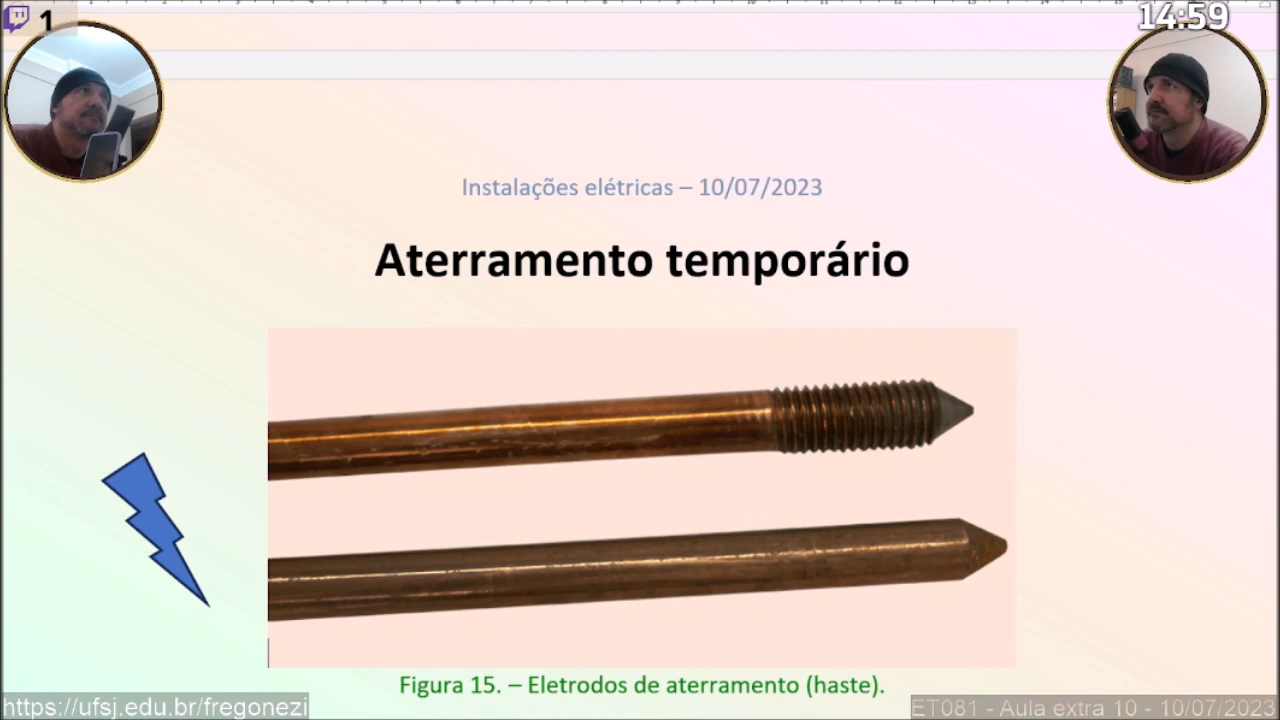 1
14:59
Instalações elétricas – 10/07/2023
Aterramento temporário
Figura 15. – Eletrodos de aterramento (haste).
https://ufsj.edu.br/fregonezi
ET081 - Aula extra 10 - 10/07/2023